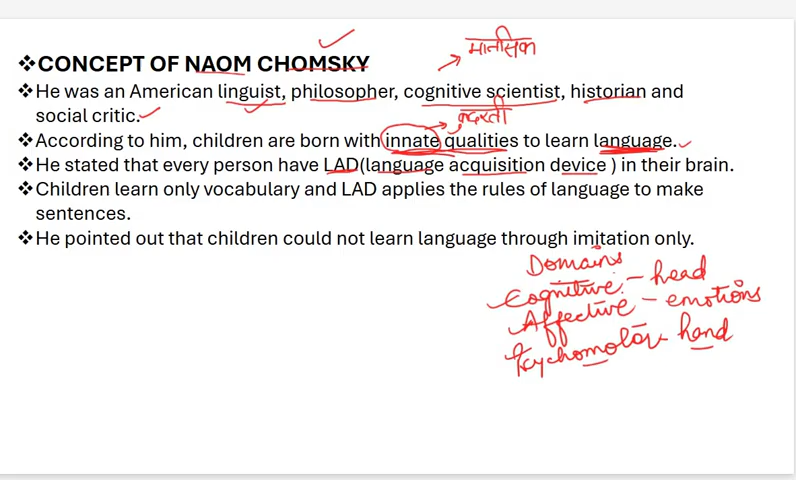 मानसिक
❖CONCEPT OF NAOM CHOMSKY
❖He was an American linguist, philosopher, cognitive scientist, historian and
social critic.
कुदरती
❖According to him, children are born with innate qualities to learn language.
❖He stated that every person have LAD(language acquisition device ) in their brain.
❖Children learn only vocabulary and LAD applies the rules of language to make
sentences.
❖He pointed out that children could not learn language through imitation only.
Domains
Cognitive - head
Affective - emotions
Psychomotor hand